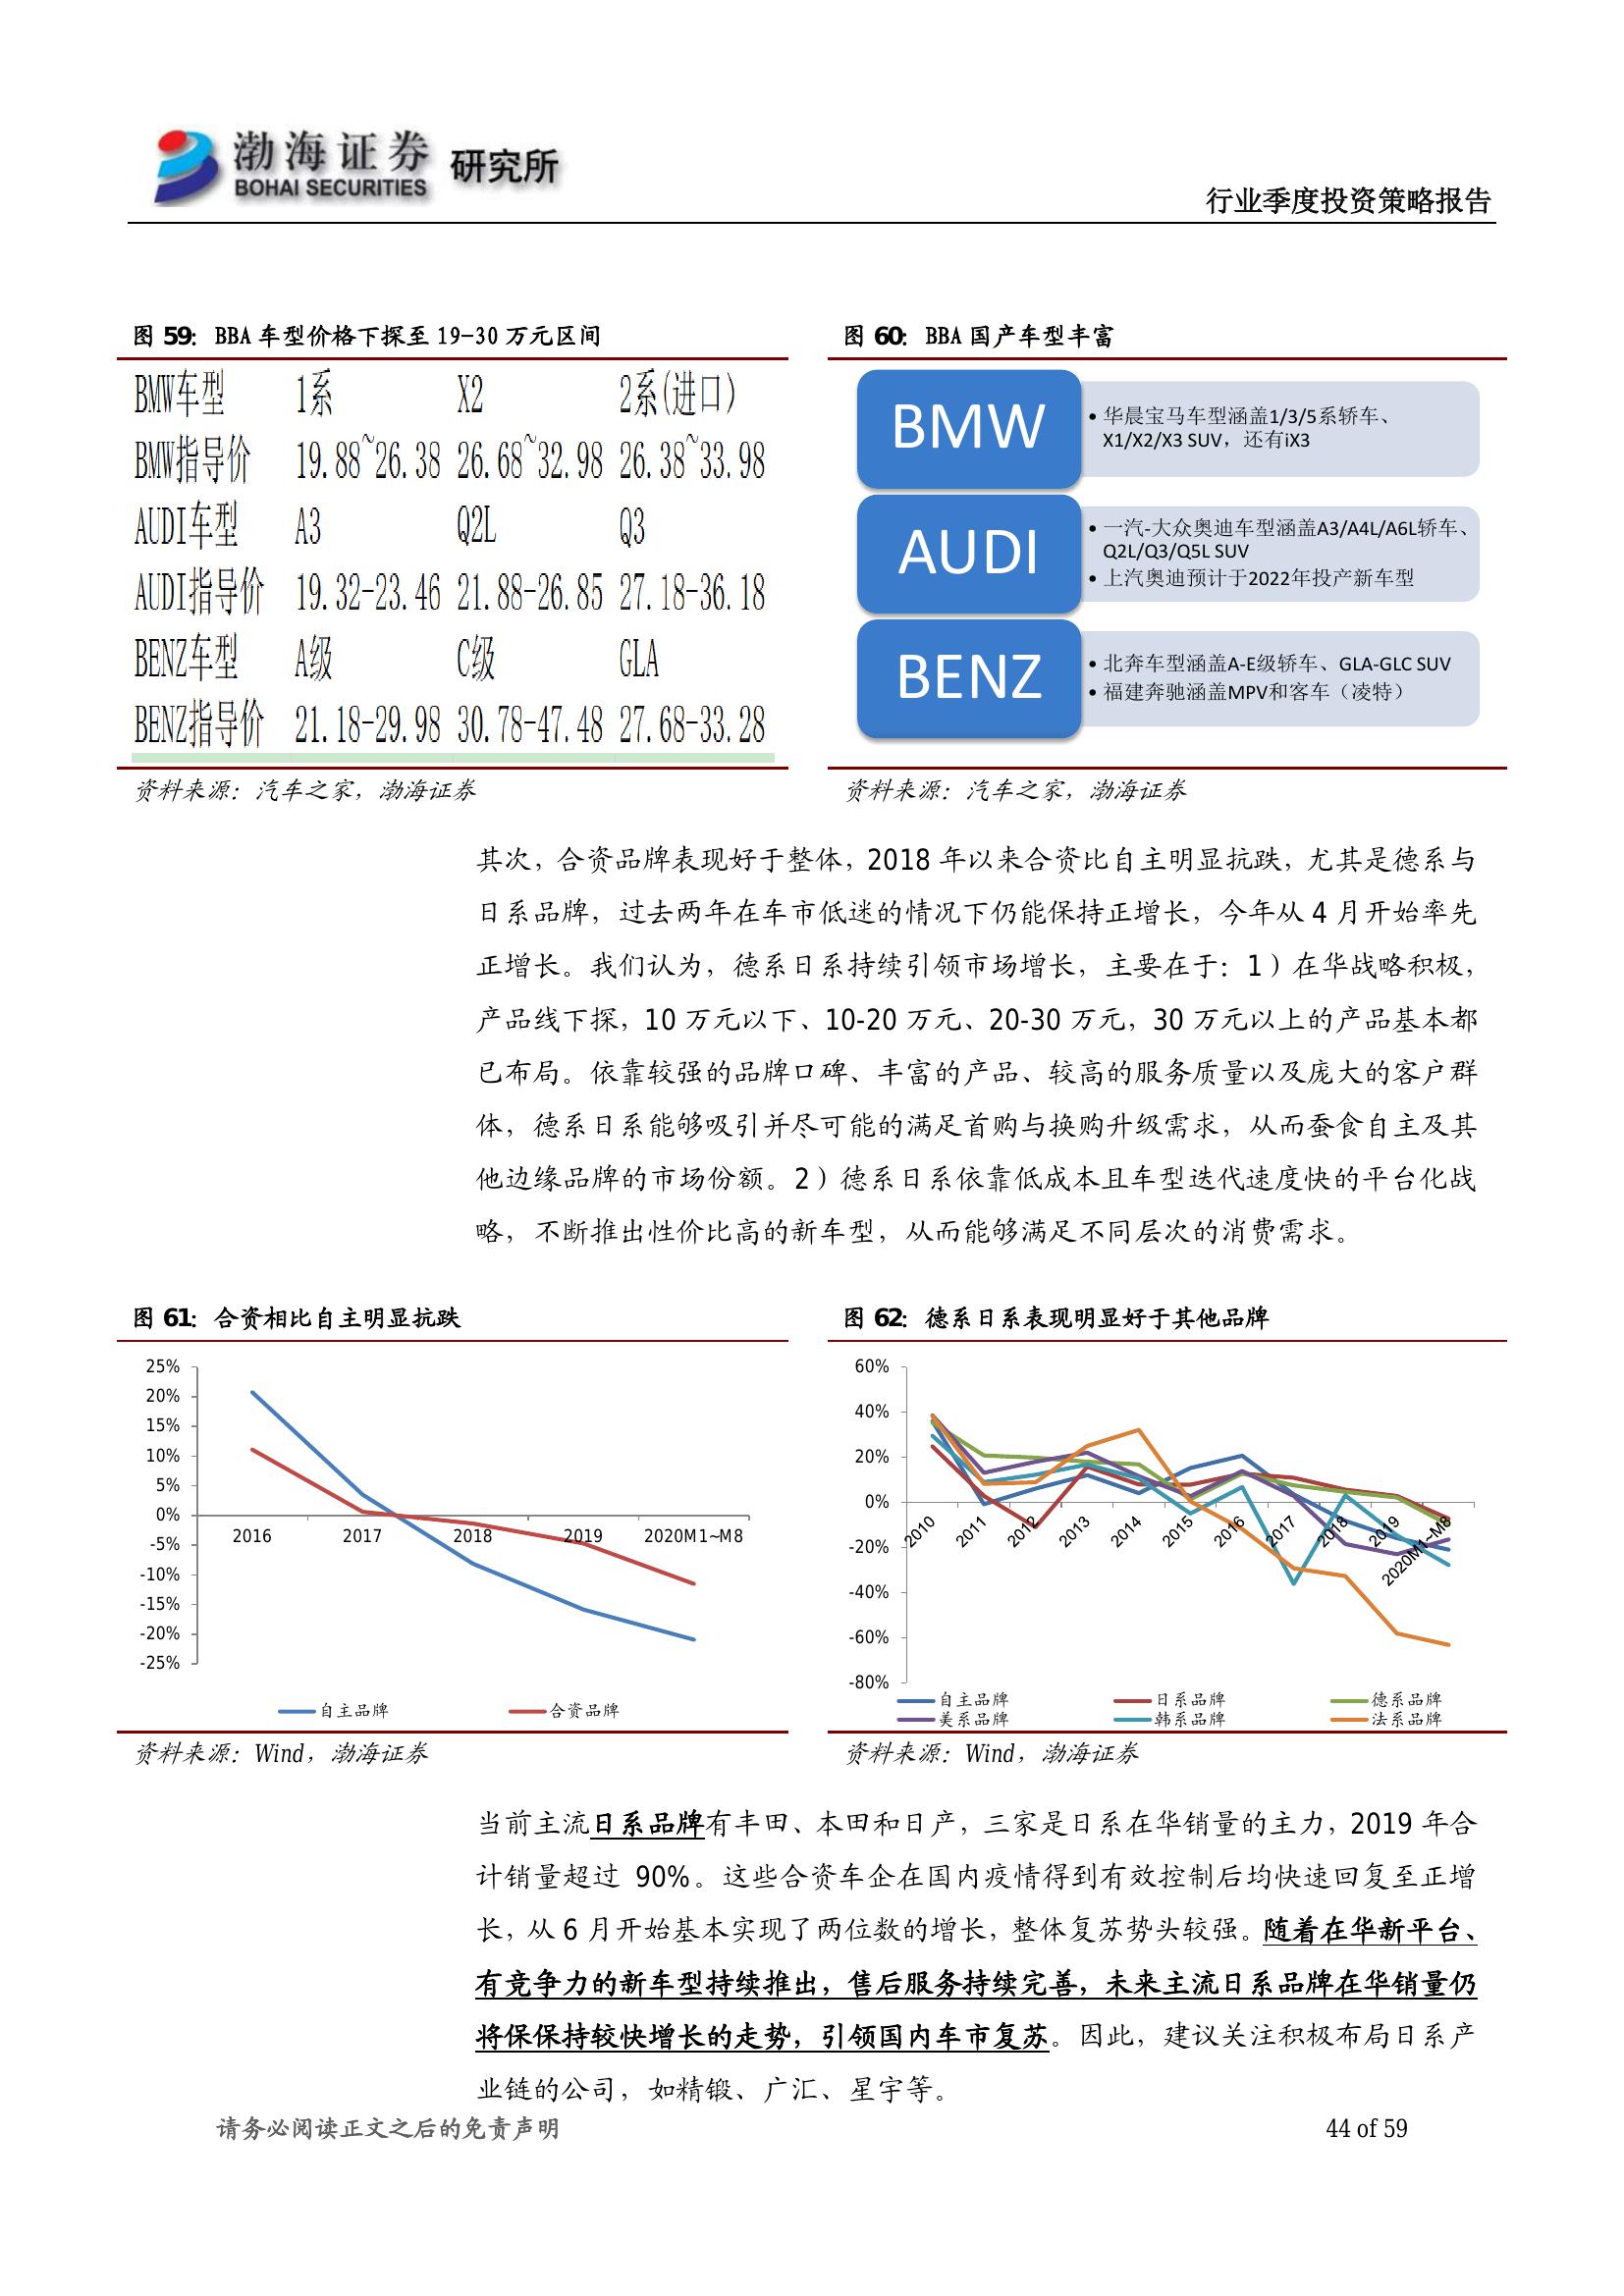 渤海证券 研究所
BOHAI SECURITIES
行业季度投资策略报告
图 59：BBA 车型价格下探至 19-30 万元区间
BMW车型 1系 X2 2系(进口)
BMW指导价 19.88~26.38 26.68~32.98 26.38~33.98
AUDI车型 A3 Q2L Q3
AUDI指导价 19.32-23.46 21.88-26.85 27.18-36.18
BENZ车型 A级 C级 GLA
BENZ指导价 21.18-29.98 30.78-47.48 27.68-33.28
资料来源：汽车之家，渤海证券
图 60：BBA 国产车型丰富
BMW
• 华晨宝马车型涵盖1/3/5系轿车、
X1/X2/X3 SUV，还有iX3
AUDI
• 一汽-大众奥迪车型涵盖A3/A4L/A6L轿车、
Q2L/Q3/Q5L SUV
• 上汽奥迪预计于2022年投产新车型
BENZ
• 北奔车型涵盖A-E级轿车、GLA-GLC SUV
• 福建奔驰涵盖MPV和客车（凌特）
资料来源：汽车之家，渤海证券
其次，合资品牌表现好于整体，2018 年以来合资比自主明显抗跌，尤其是德系与
日系品牌，过去两年在车市低迷的情况下仍能保持正增长，今年从 4 月开始率先
正增长。我们认为，德系日系持续引领市场增长，主要在于：1）在华战略积极，
产品线下探，10 万元以下、10-20 万元、20-30 万元，30 万元以上的产品基本都
已布局。依靠较强的品牌口碑、丰富的产品、较高的服务质量以及庞大的客户群
体，德系日系能够吸引并尽可能的满足首购与换购升级需求，从而蚕食自主及其
他边缘品牌的市场份额。2）德系日系依靠低成本且车型迭代速度快的平台化战
略，不断推出性价比高的新车型，从而能够满足不同层次的消费需求。
图 61：合资相比自主明显抗跌
25%
20%
15%
10%
5%
0%
-5%
-10%
-15%
-20%
-25%
2016 2017 2018 2019 2020M1~M8
自主品牌 合资品牌
资料来源：Wind，渤海证券
图 62：德系日系表现明显好于其他品牌
60%
40%
20%
0%
-20%
-40%
-60%
-80%
2010 2011 2012 2013 2014 2015 2016 2017 2018 2019 2020M1~M8
自主品牌 日系品牌 德系品牌
美系品牌 韩系品牌 法系品牌
资料来源：Wind，渤海证券
当前主流日系品牌有丰田、本田和日产，三家是日系在华销量的主力，2019 年合
计销量超过 90%。这些合资车企在国内疫情得到有效控制后均快速回复至正增
长，从 6 月开始基本实现了两位数的增长，整体复苏势头较强。随着在华新平台、
有竞争力的新车型持续推出，售后服务持续完善，未来主流日系品牌在华销量仍
将保保持较快增长的走势，引领国内车市复苏。因此，建议关注积极布局日系产
业链的公司，如精锻、广汇、星宇等。
请务必阅读正文之后的免责声明
44 of 59